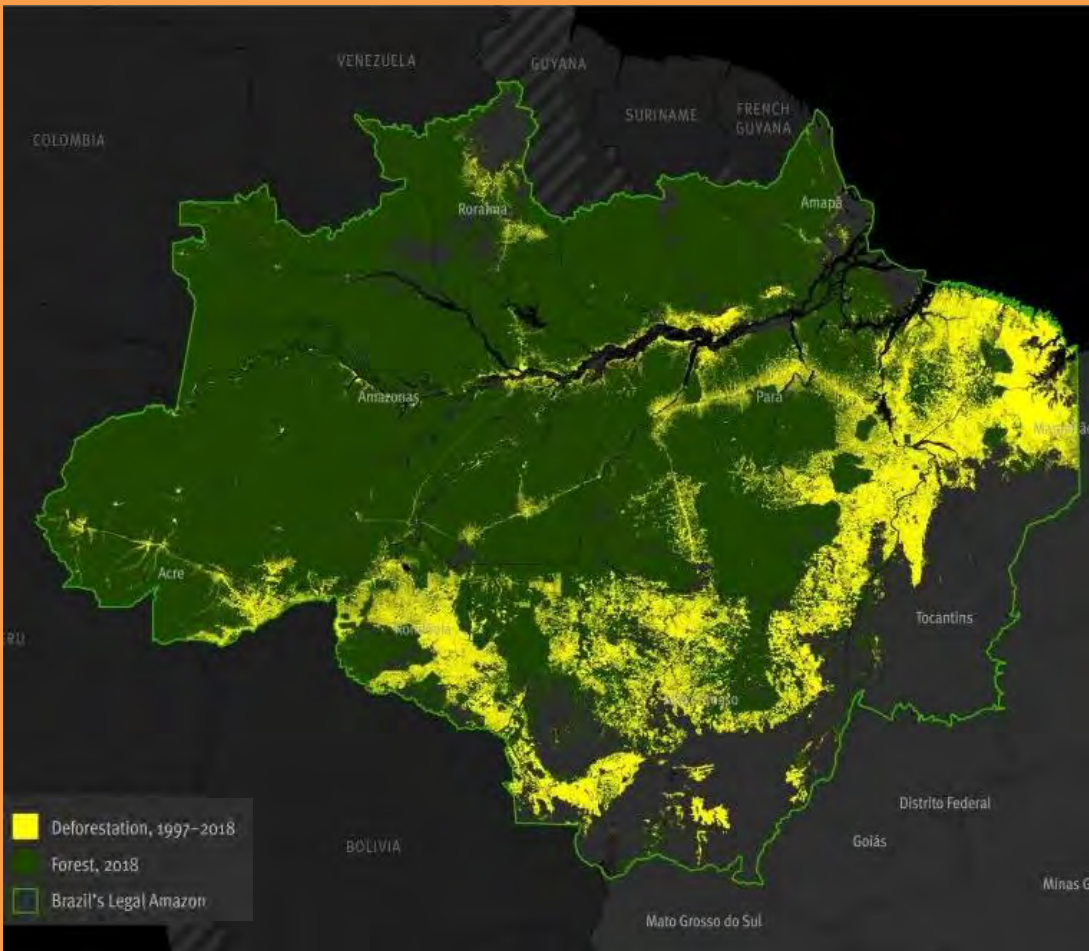 VENEZUELA
GUYANA
SURINAME
FRENCH
GUYANA
COLOMBIA
Roraima
Amapá
Amazonas
Pará
Acre
Tocantins
Distrito Federal
Goiás
BOLIVIA
Minas G
Mato Grosso do Sul
Deforestation, 1997–2018
Forest, 2018
Brazil's Legal Amazon